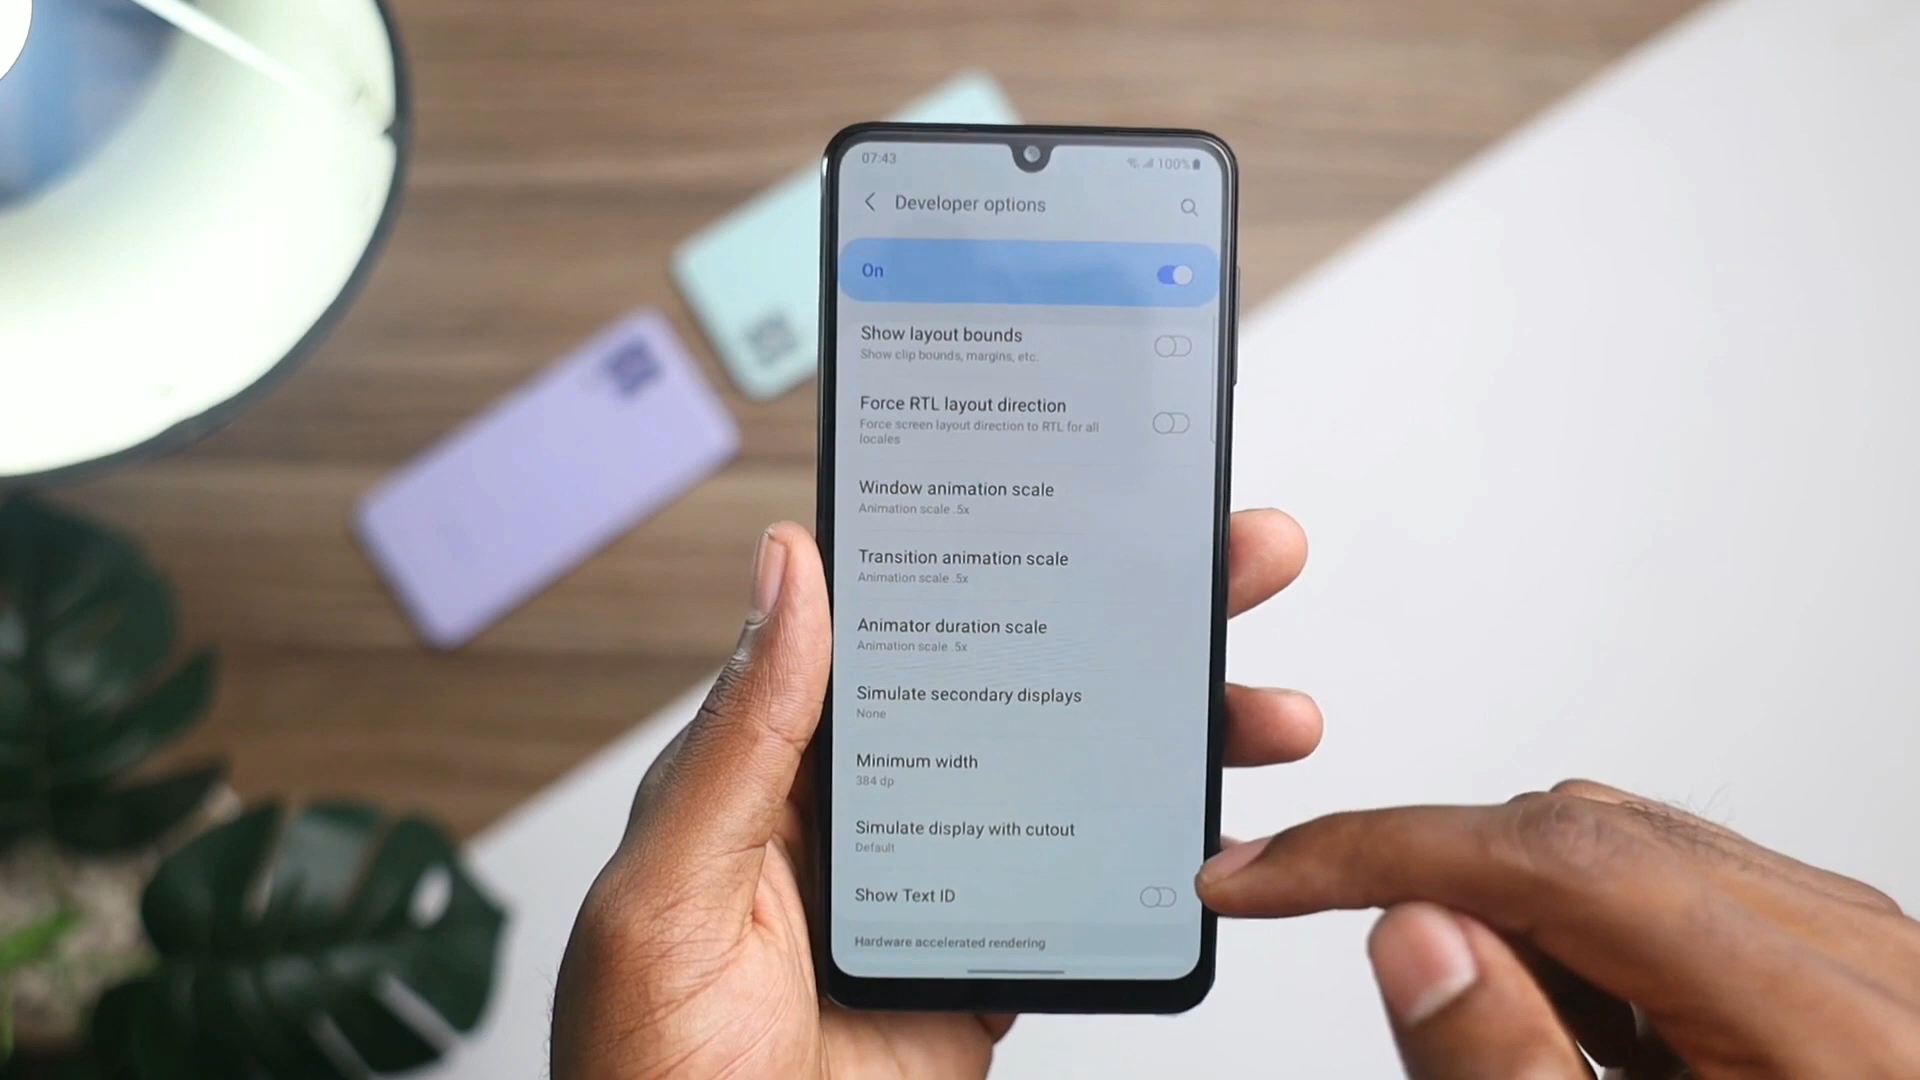 07:43
100%
Developer options
On
Show layout bounds
Show clip bounds, margins, etc.
Force RTL layout direction
Force screen layout direction to RTL for all
locales
Window animation scale
Animation scale .5x
Transition animation scale
Animation scale .5x
Animator duration scale
Animation scale .5x
Simulate secondary displays
None
Minimum width
384 dp
Simulate display with cutout
Default
Show Text ID
Hardware accelerated rendering